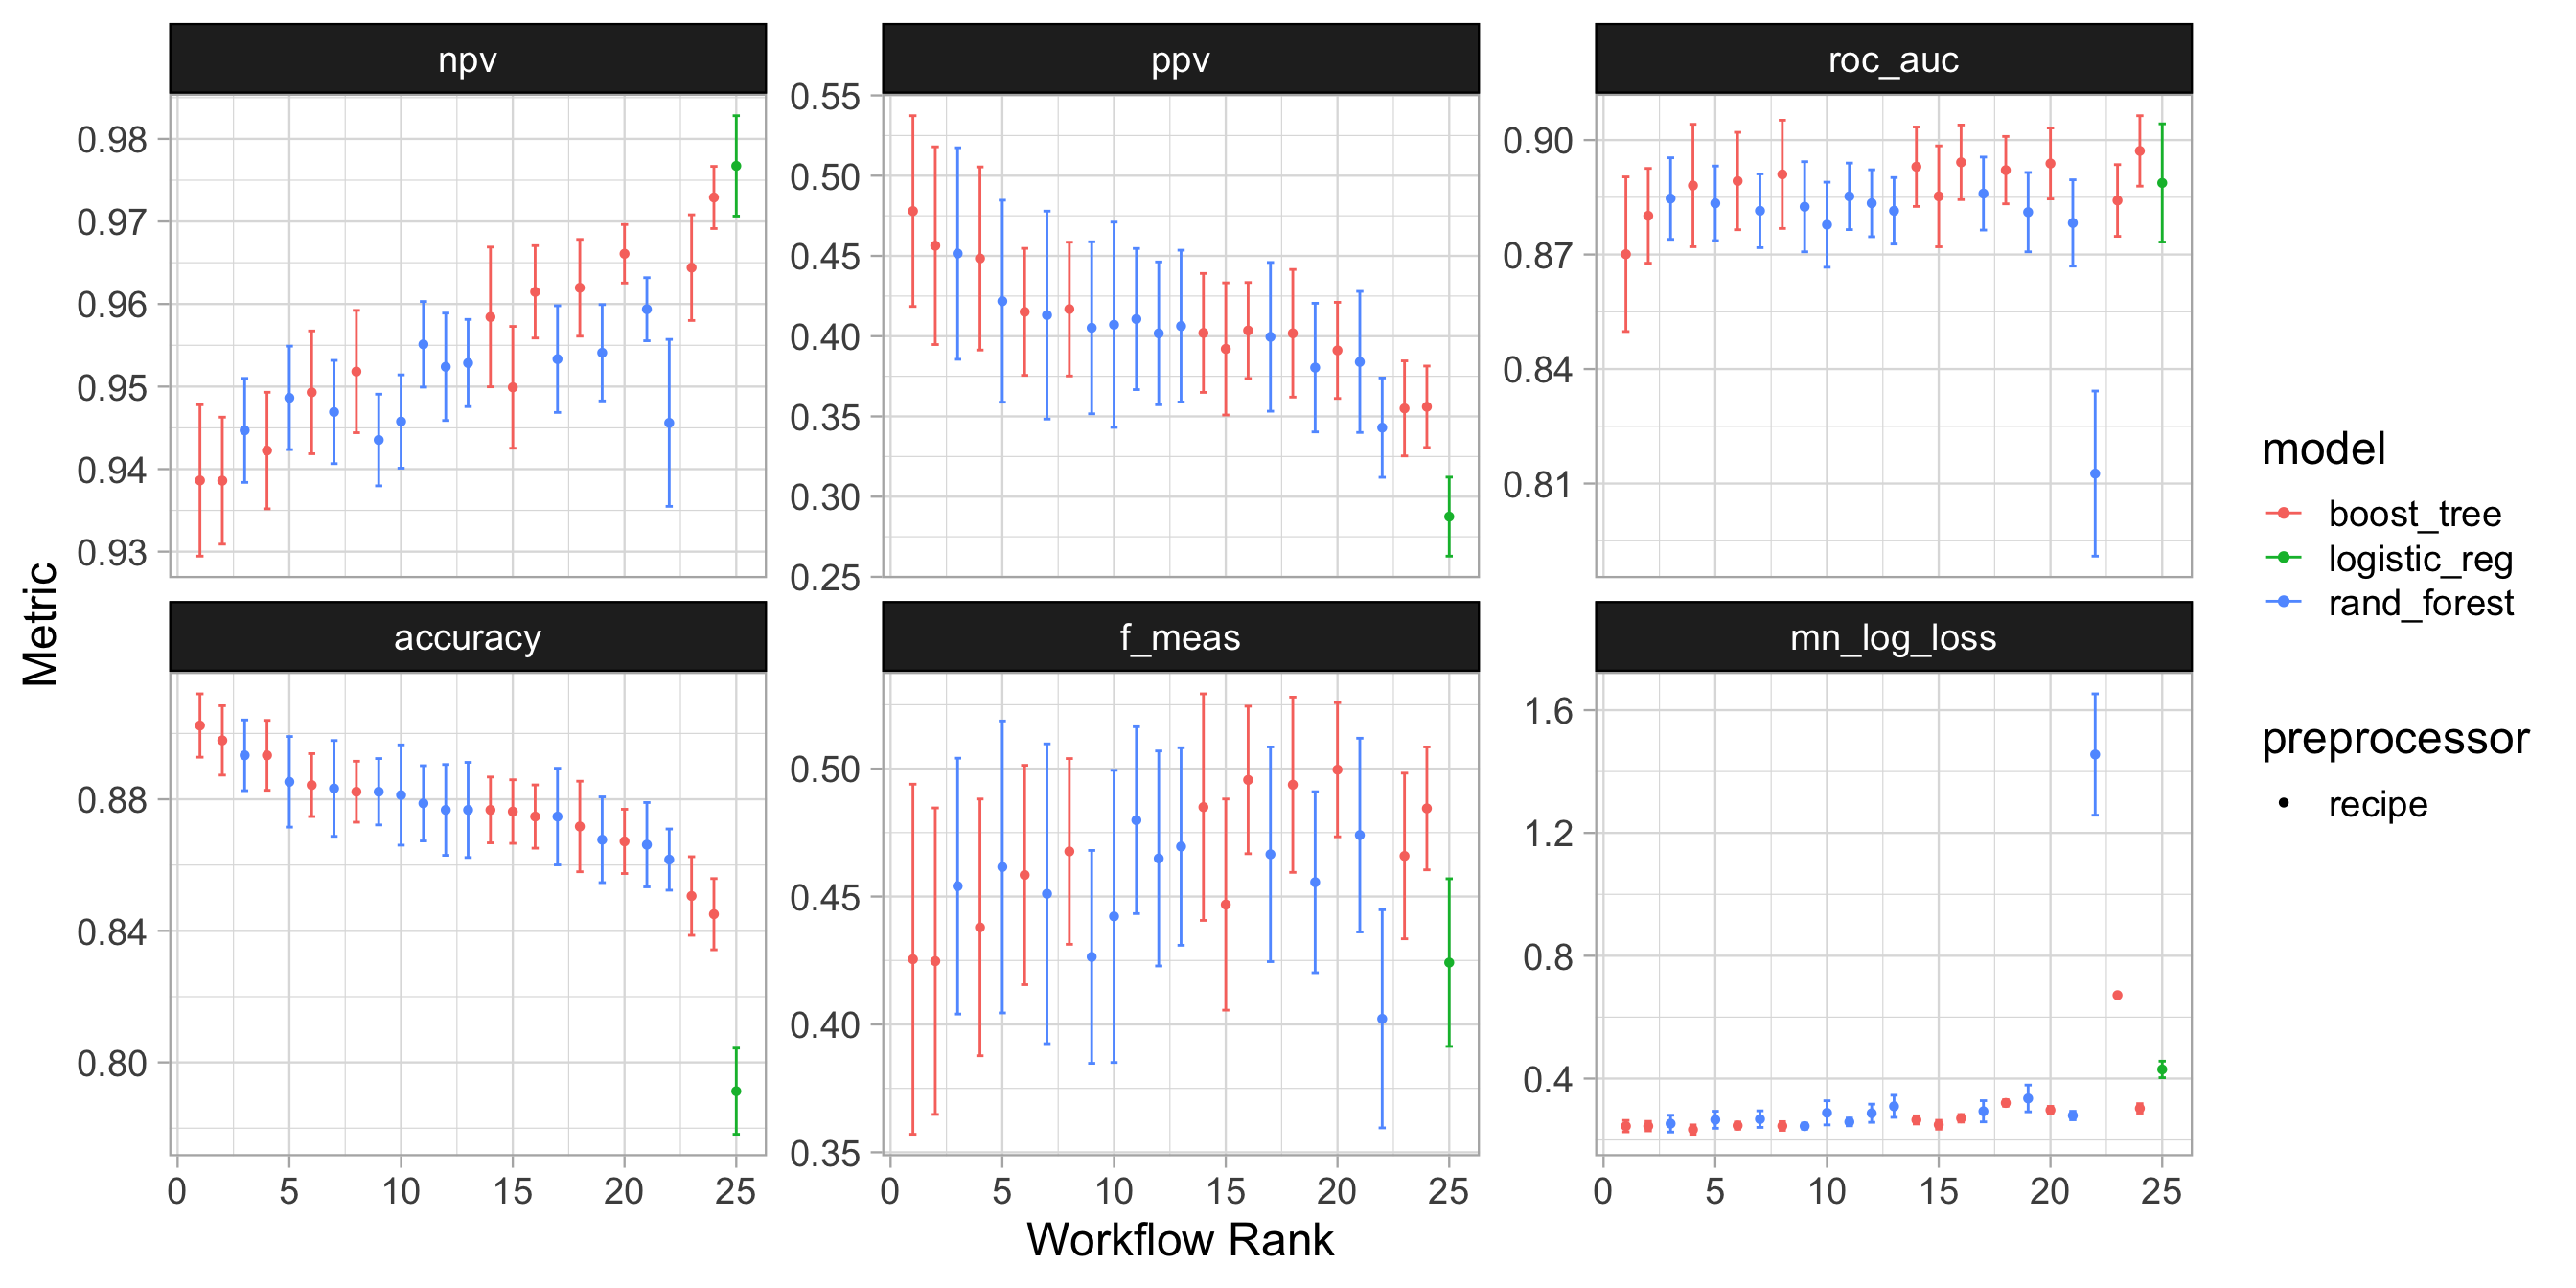 npv
ppv
roc_auc
0.98
0.97
0.96
0.95
0.94
0.93
0.55
0.50
0.45
0.40
0.35
0.30
0.25
0.90
0.87
0.84
0.81
accuracy
f_meas
mn_log_loss
0.88
0.84
0.80
0.50
0.45
0.40
0.35
1.6
1.2
0.8
0.4
0 5 10 15 20 25
0 5 10 15 20 25
0 5 10 15 20 25
Workflow Rank
Metric
model
boost_tree
logistic_reg
rand_forest
preprocessor
recipe